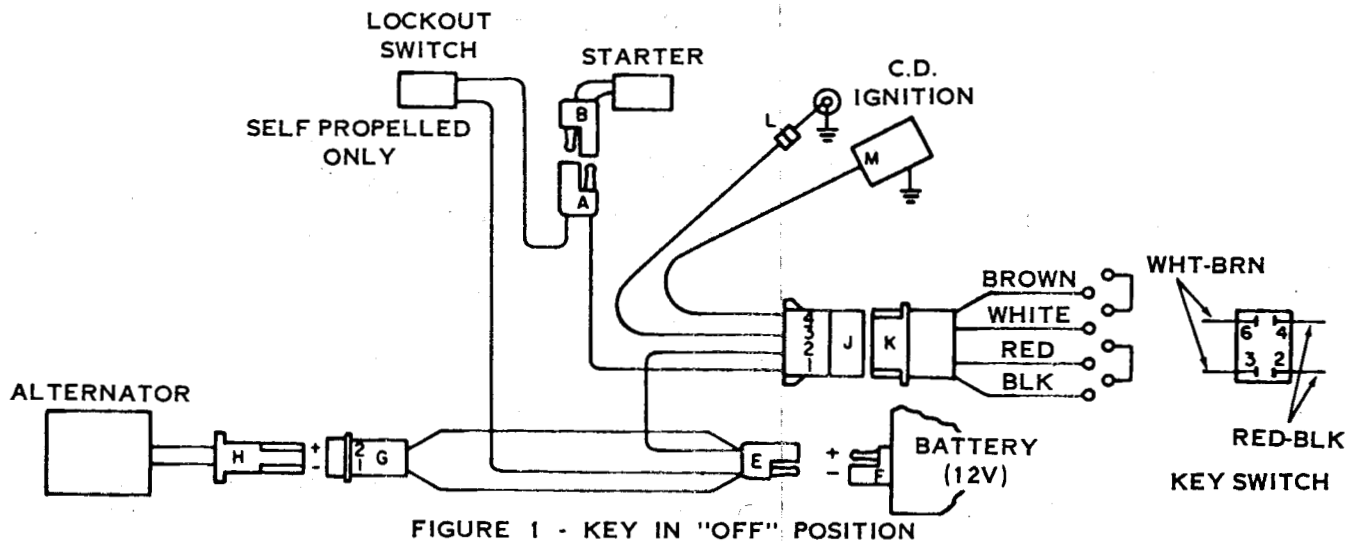 LOCKOUT
SWITCH
STARTER
C.D.
IGNITION
SELF PROPELLED
ONLY
B
A
L
M
BROWN
WHITE
RED
BLK
4
3
2
1
J
K
WHT-BRN
6 4
3 2
RED-BLK
KEY SWITCH
ALTERNATOR
H
+
-
2
1
G
E
+
-
F
BATTERY
(12V)
FIGURE 1 - KEY IN "OFF" POSITION